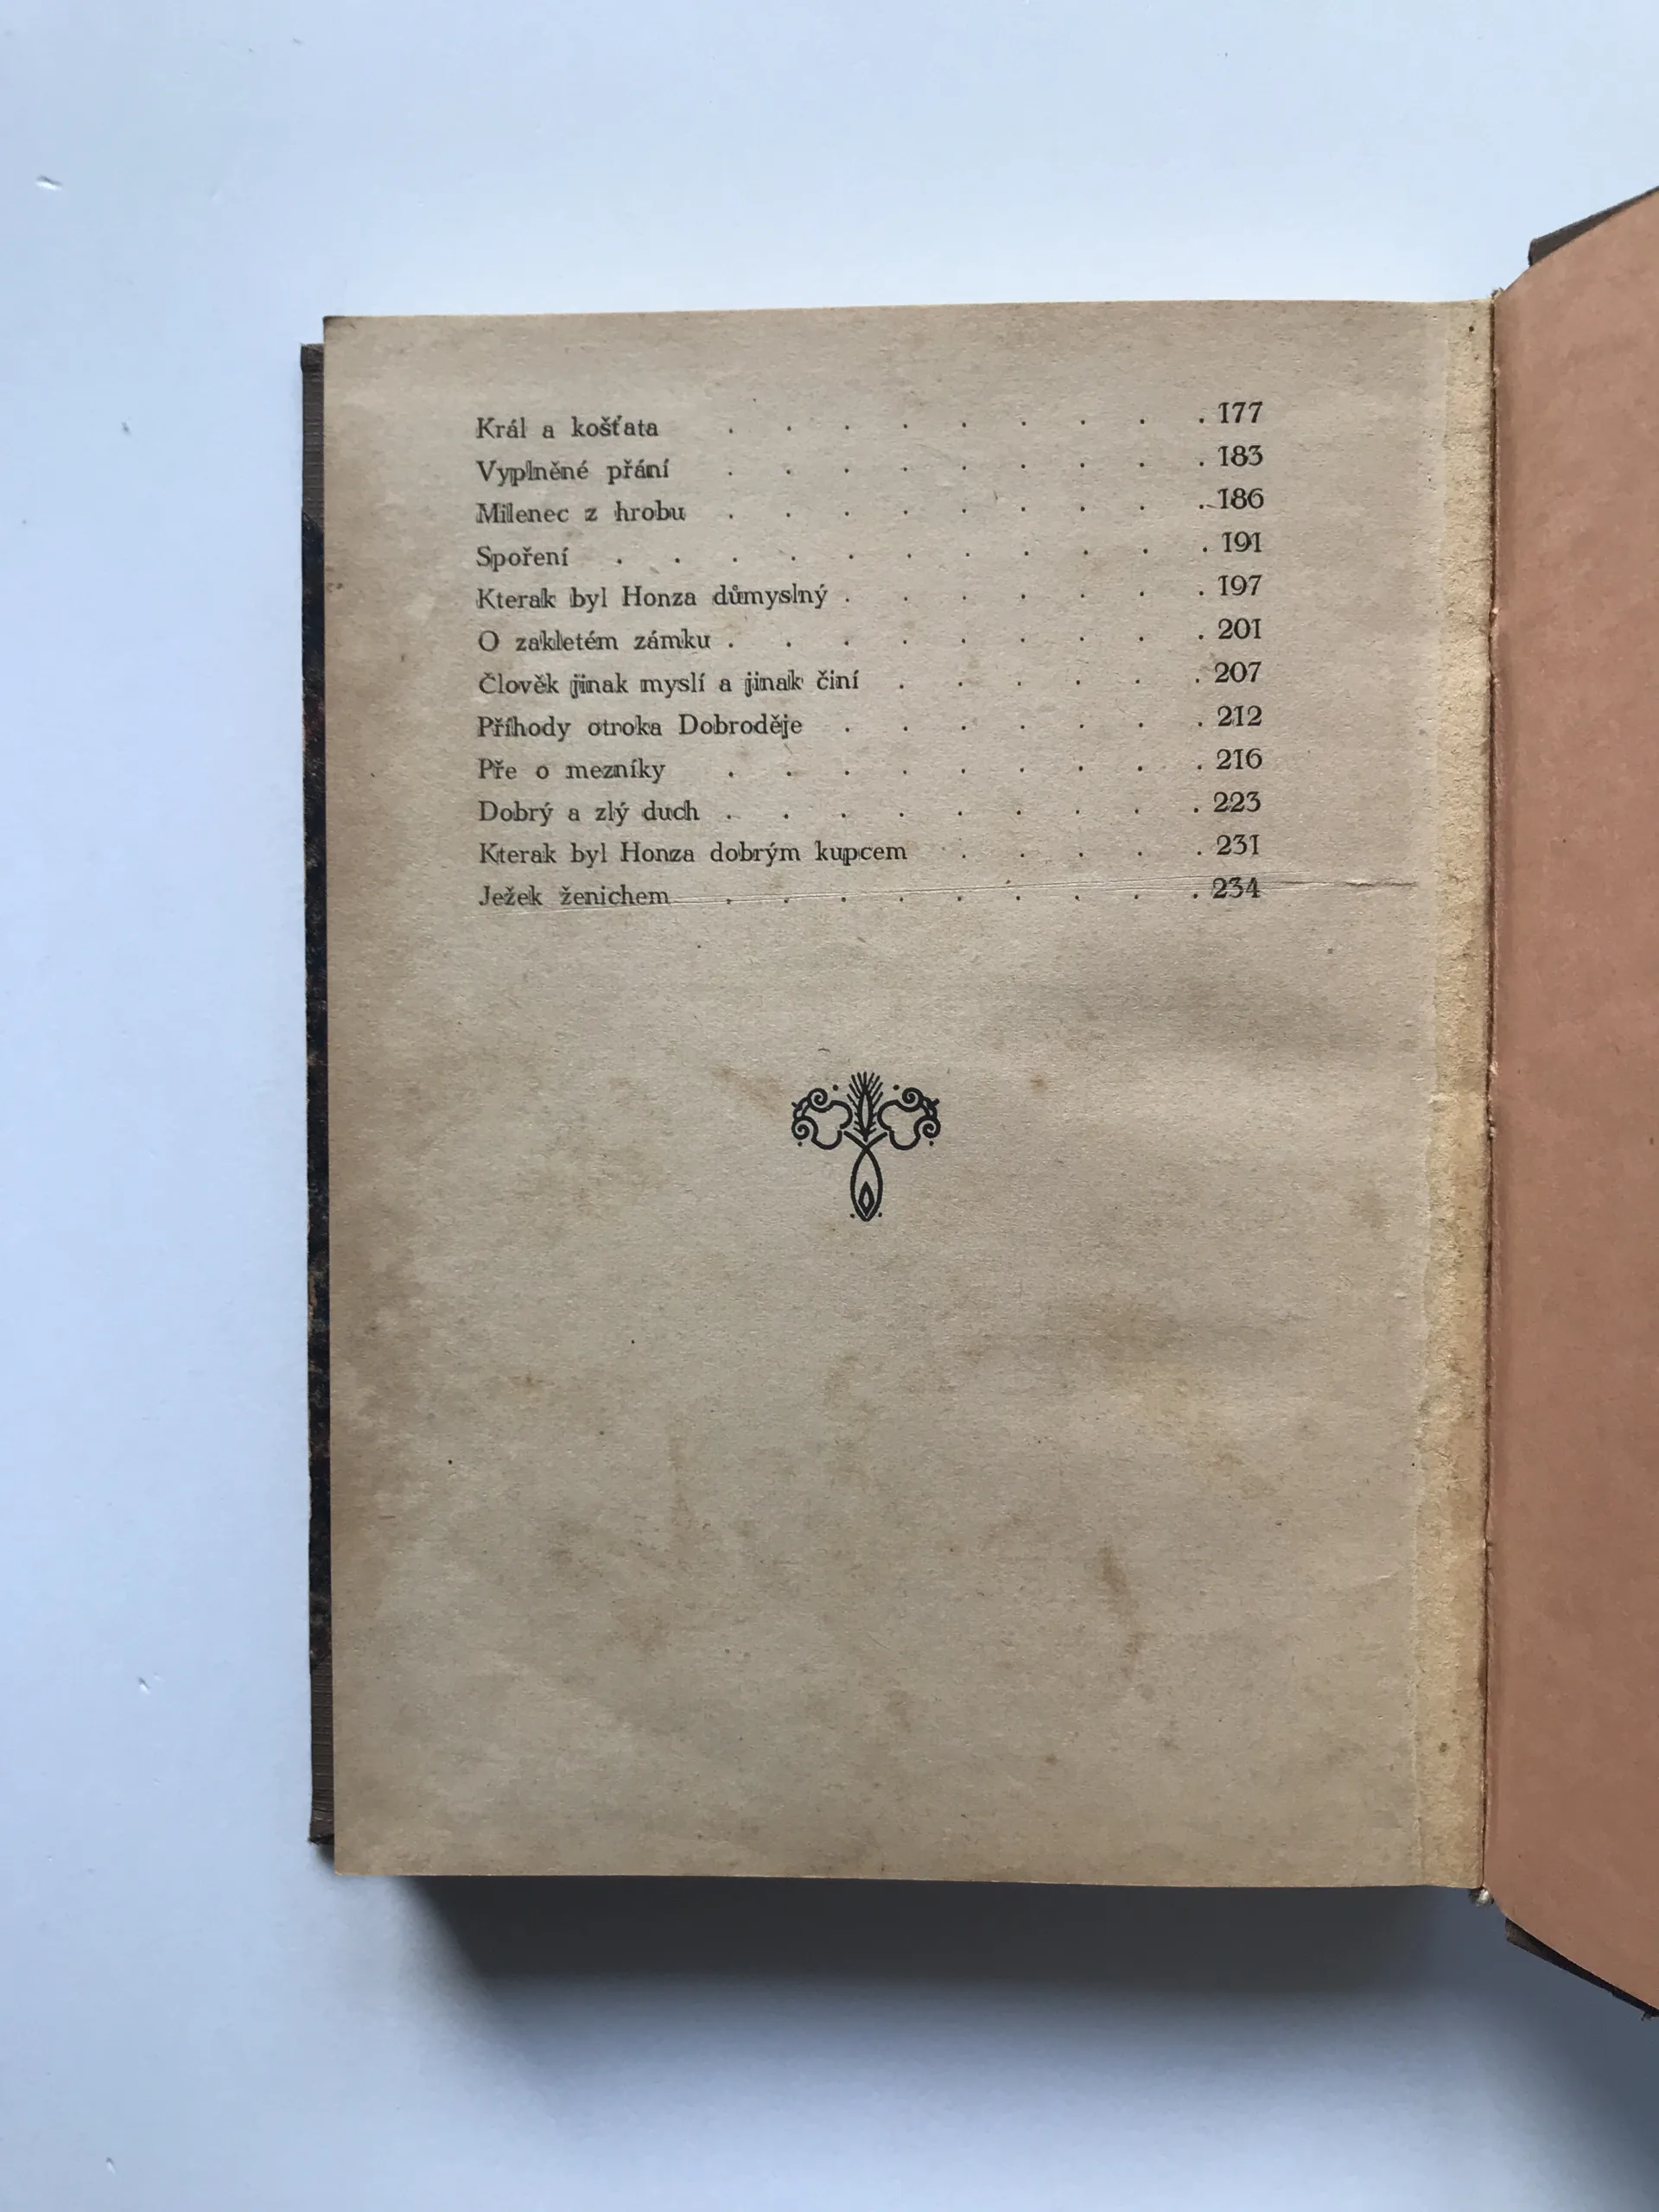 Král a košťata . . . . . . . . . 177
Vyplněné přání . . . . . . . . . 183
Milenec z hrobu . . . . . . . . . 186
Spoření . . . . . . . . . . . 191
Kterak byl Honza důmyslný . . . . . . . 197
O zakletém zámku . . . . . . . . . 201
Člověk jinak myslí a jinak činí . . . . . . 207
Příhody otroka Dobroděje . . . . . . . 212
Pře o mezníky . . . . . . . . . 216
Dobrý a zlý duch . . . . . . . . . 223
Kterak byl Honza dobrým kupcem . . . . . 231
Ježek ženichem . . . . . . . . . 234